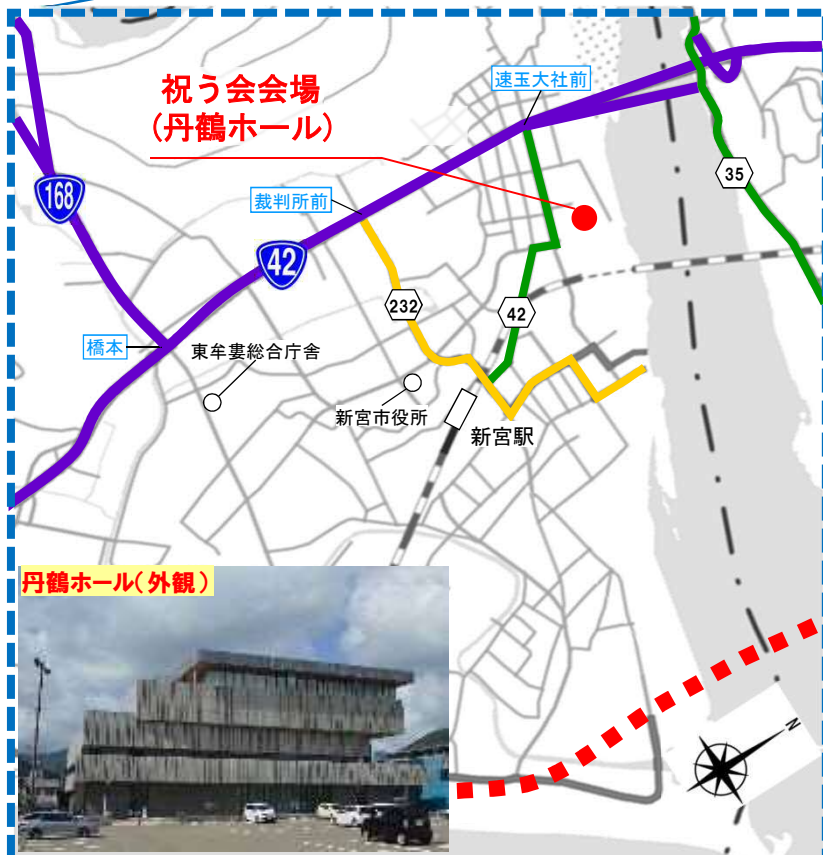 祝う会会場
(丹鶴ホール)
速玉大社前
168
裁判所前
35
42
232
42
橋本
東牟婁総合庁舎
新宮市役所
新宮駅
丹鶴ホール(外観)
N